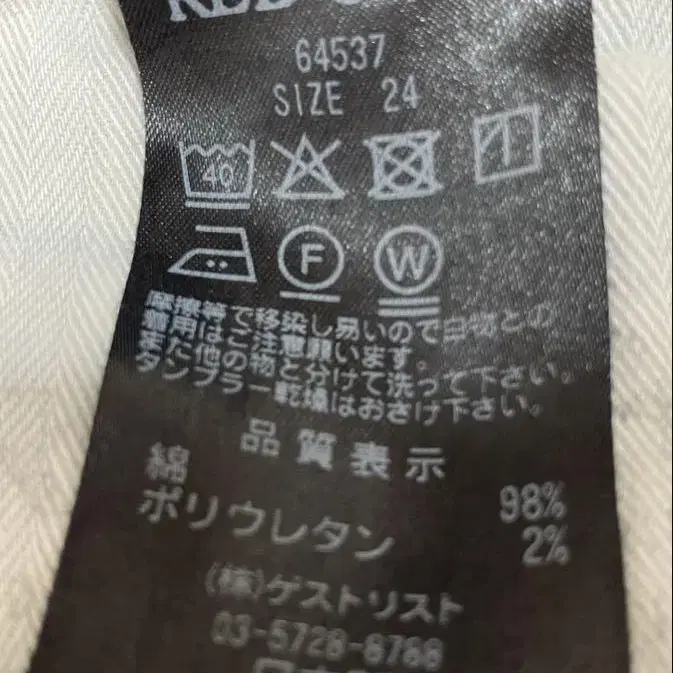 64537
SIZE 24
40
F
W
摩擦等で移染し易いので白物との
着用はご注意願います。
また他の物と分けて洗って下さい。
タンブラー乾燥はおさけ下さい。
品質表示
綿 98%
ポリウレタン 2%
(株)ゲストリスト
03-5728-8788